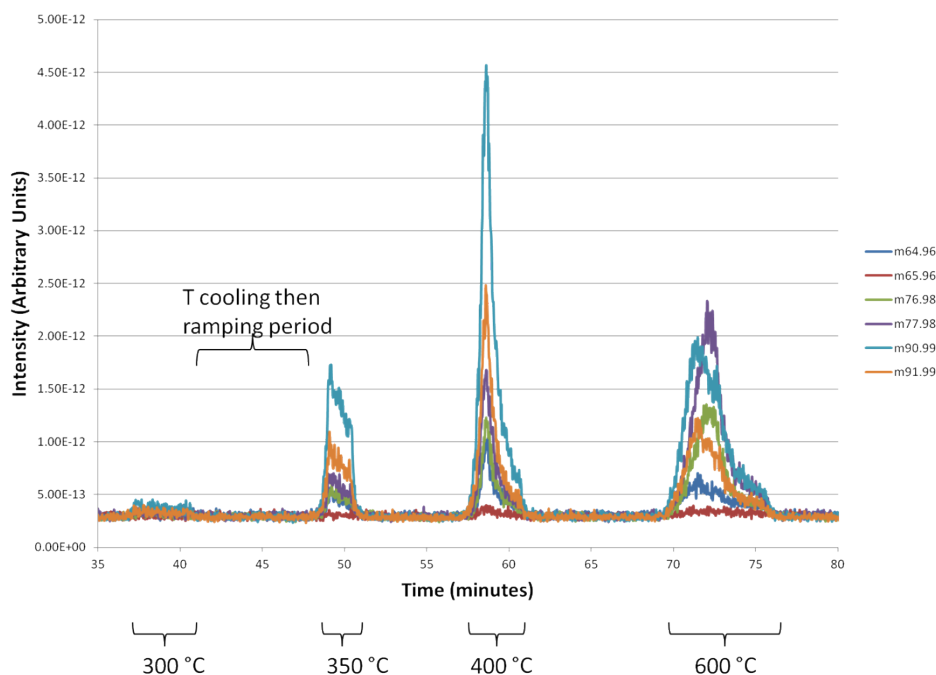 5.00E-12
4.50E-12
4.00E-12
3.50E-12
3.00E-12
2.50E-12
2.00E-12
1.50E-12
1.00E-12
5.00E-13
0.00E+00
Intensity (Arbitrary Units)
T cooling then
ramping period
m64.96
m65.96
m76.98
m77.98
m90.99
m91.99
35 40 45 50 55 60 65 70 75 80
Time (minutes)
300 °C 350 °C 400 °C 600 °C